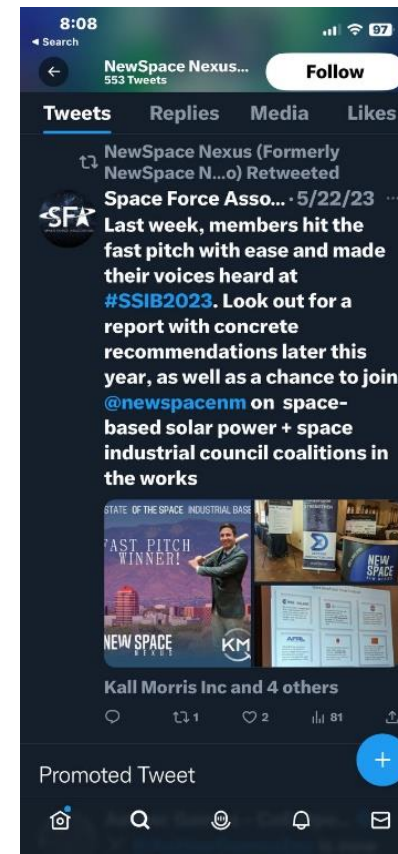 8:08
97
Search
NewSpace Nexus...
553 Tweets
Follow
Tweets
Replies
Media
Likes
NewSpace Nexus (Formerly
NewSpace N...o) Retweeted
Space Force Asso... · 5/22/23
SFA
Last week, members hit the
fast pitch with ease and made
their voices heard at
#SSIB2023. Look out for a
report with concrete
recommendations later this
year, as well as a chance to join
@newspacenm on space-
based solar power + space
industrial council coalitions in
the works
STATE OF THE SPACE INDUSTRIAL BASE
FAST PITCH
WINNER!
NEW SPACE
NEXUS
KM
NEW
SPACE
Kall Morris Inc and 4 others
1
2
81
Promoted Tweet